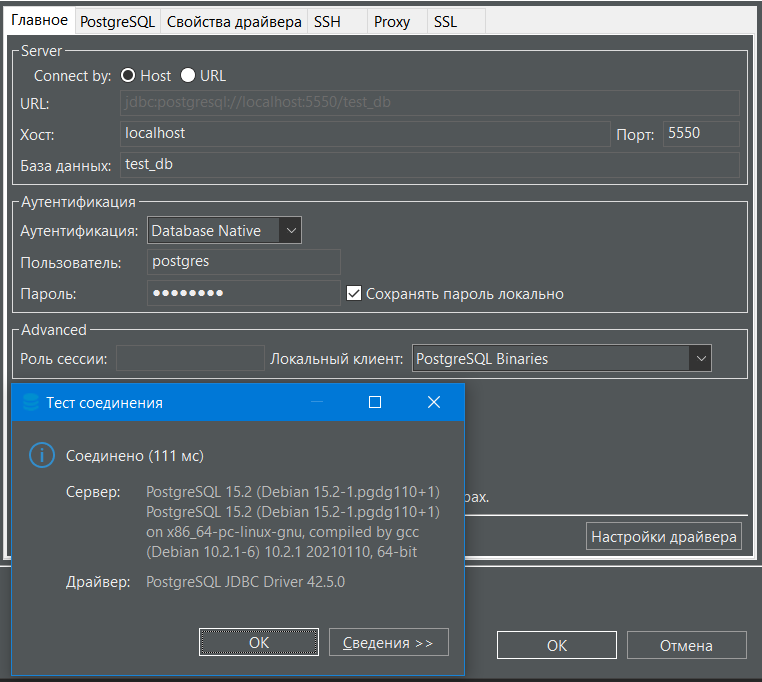 Главное PostgreSQL Свойства драйвера SSH Proxy SSL
Server
Connect by: Host URL
URL: jdbc:postgresql://localhost:5550/test_db
Хост: localhost Порт: 5550
База данных: test_db
Аутентификация
Аутентификация: Database Native
Пользователь: postgres
Пароль: •••••••• Сохранять пароль локально
Advanced
Роль сессии: Локальный клиент: PostgreSQL Binaries
Тест соединения
Соединено (111 мс)
Сервер: PostgreSQL 15.2 (Debian 15.2-1.pgdg110+1)
PostgreSQL 15.2 (Debian 15.2-1.pgdg110+1)
on x86_64-pc-linux-gnu, compiled by gcc
(Debian 10.2.1-6) 10.2.1 20210110, 64-bit
Драйвер: PostgreSQL JDBC Driver 42.5.0
OK Сведения >>
рах.
Настройки драйвера
OK Отмена